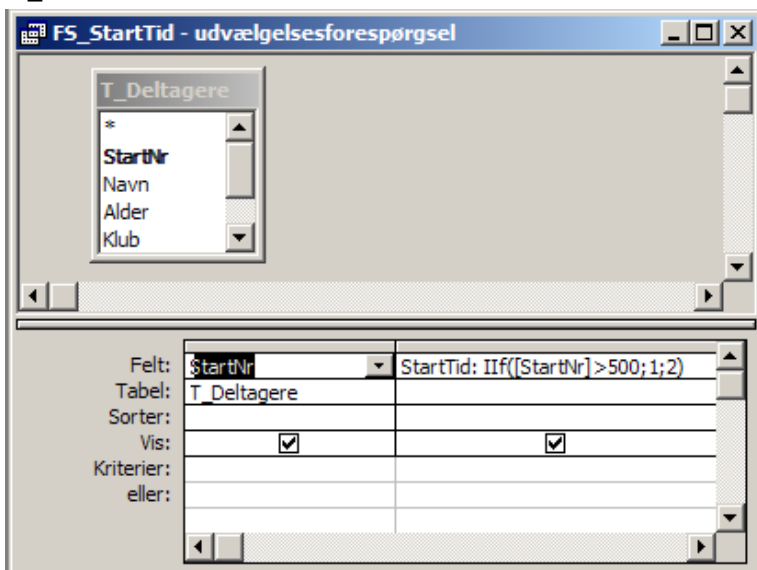 FS_StartTid - udvælgelsesforespørgsel
T_Deltagere
*
StartNr
Navn
Alder
Klub
Felt: StartNr StartTid: IIf([StartNr]>500;1;2)
Tabel: T_Deltagere
Sorter:
Vis:
Kriterier:
eller: